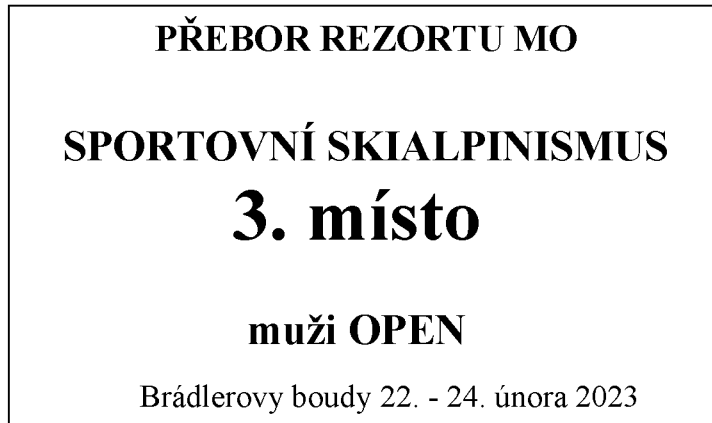 PŘEBOR REZORTU MO
SPORTOVNÍ SKIALPINISMUS
3. místo
muži OPEN
Brádlerovy boudy 22. - 24. února 2023